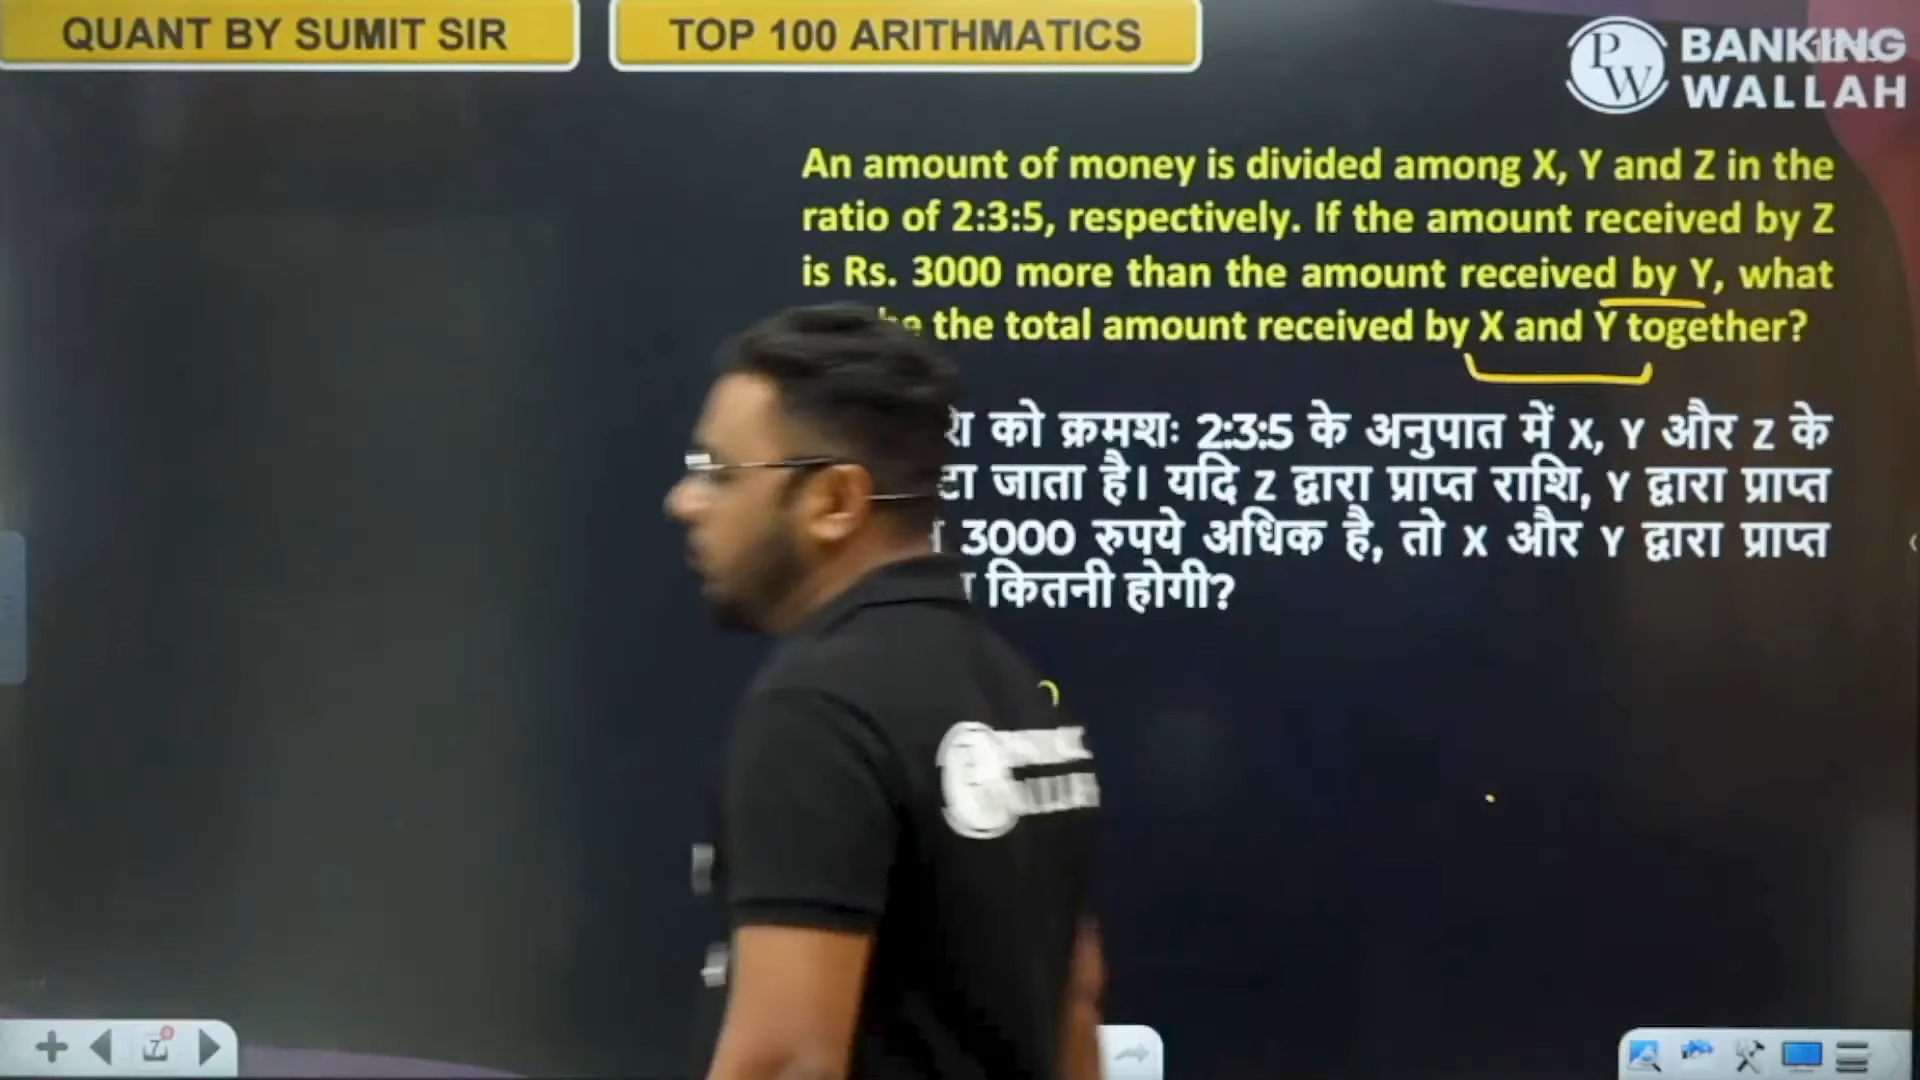 QUANT BY SUMIT SIR
TOP 100 ARITHMATICS
PW
BANKING
WALLAH
An amount of money is divided among X, Y and Z in the
ratio of 2:3:5, respectively. If the amount received by Z
is Rs. 3000 more than the amount received by Y, what
the total amount received by X and Y together?
को क्रमशः 2:3:5 के अनुपात में X, Y और Z के
जाता है। यदि Z द्वारा प्राप्त राशि, Y द्वारा प्राप्त
3000 रुपये अधिक है, तो X और Y द्वारा प्राप्त
कितनी होगी?
7